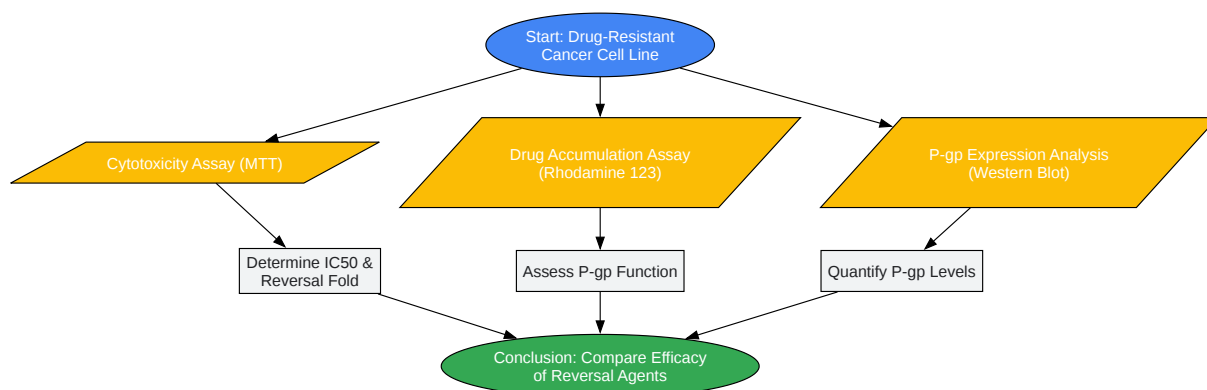 Start: Drug-Resistant
Cancer Cell Line
Cytotoxicity Assay (MTT)
Drug Accumulation Assay
(Rhodamine 123)
P-gp Expression Analysis
(Western Blot)
Determine IC50 &
Reversal Fold
Assess P-gp Function
Quantify P-gp Levels
Conclusion: Compare Efficacy
of Reversal Agents